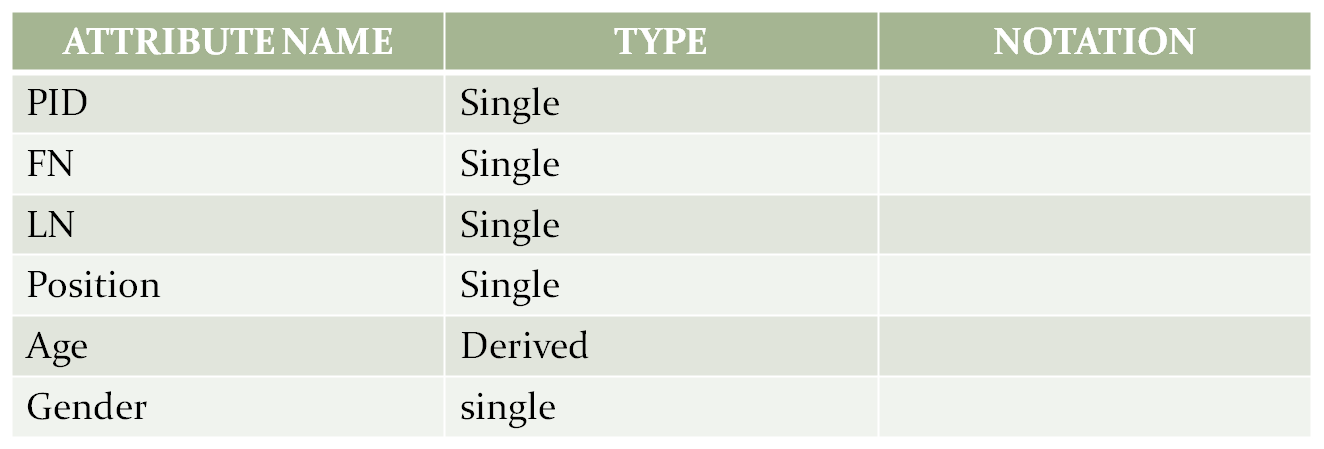 ATTRIBUTE NAME TYPE NOTATION
PID Single
FN Single
LN Single
Position Single
Age Derived
Gender single